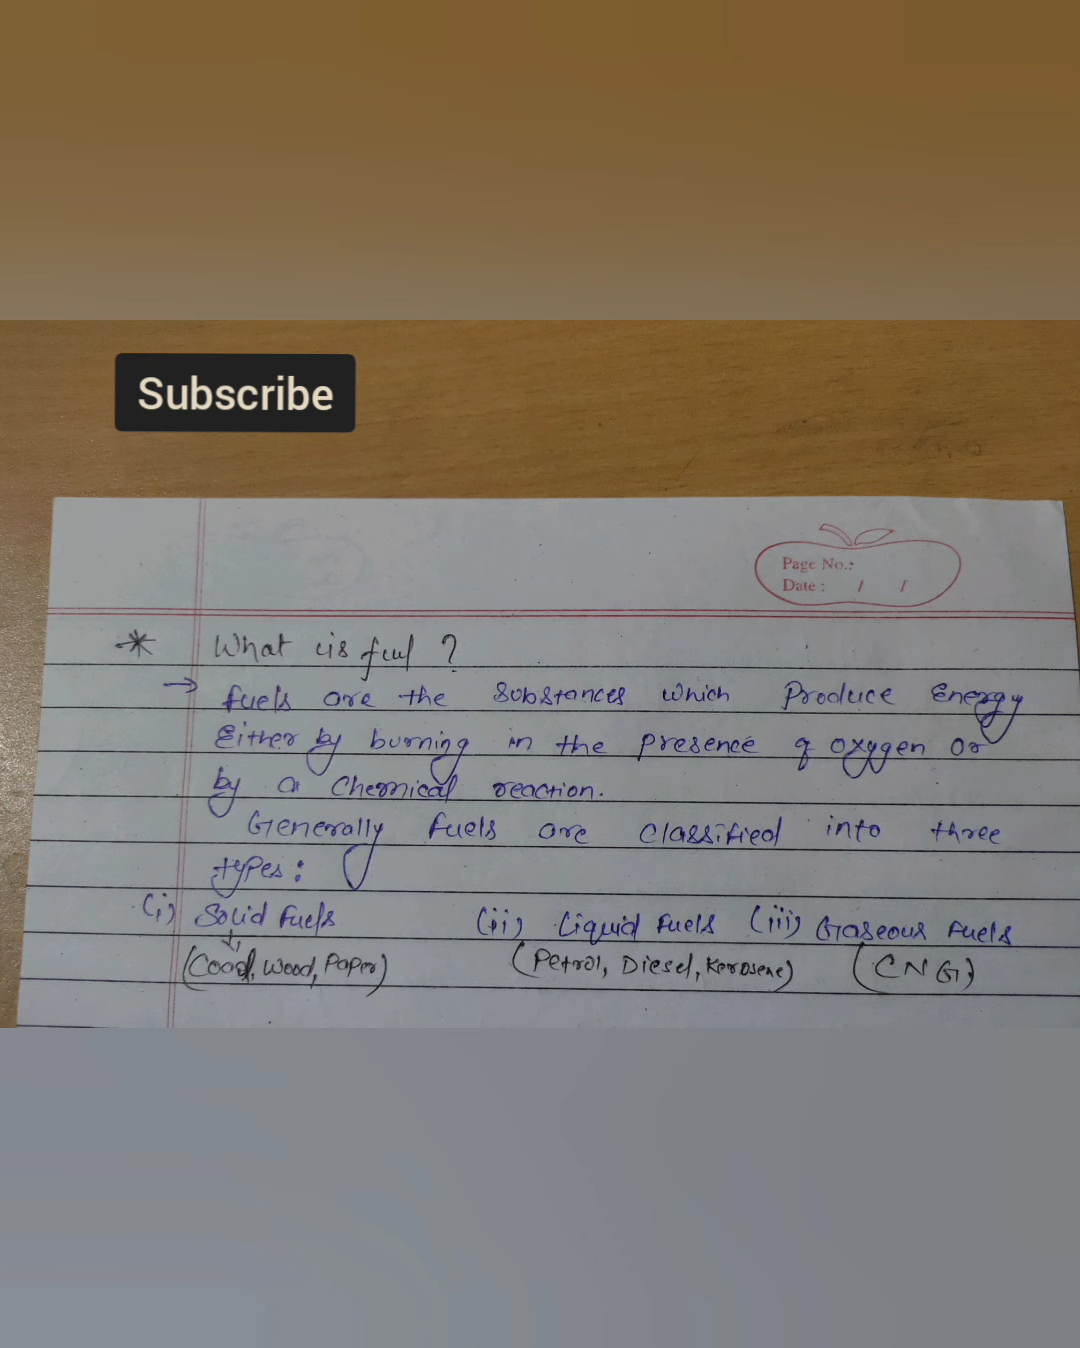 Subscribe
Page No.:
Date : / /
* What is fuel ?
→ fuels are the substances which Produce Energy
Either by burning in the presence of oxygen or
by a Chemical reaction.
Generally fuels are classified into three
types:
(i) Solid Fuels (ii) Liquid Fuels (iii) Gaseous Fuels
(Coal, Wood, Paper) (Petrol, Diesel, Kerosene) (CNG)